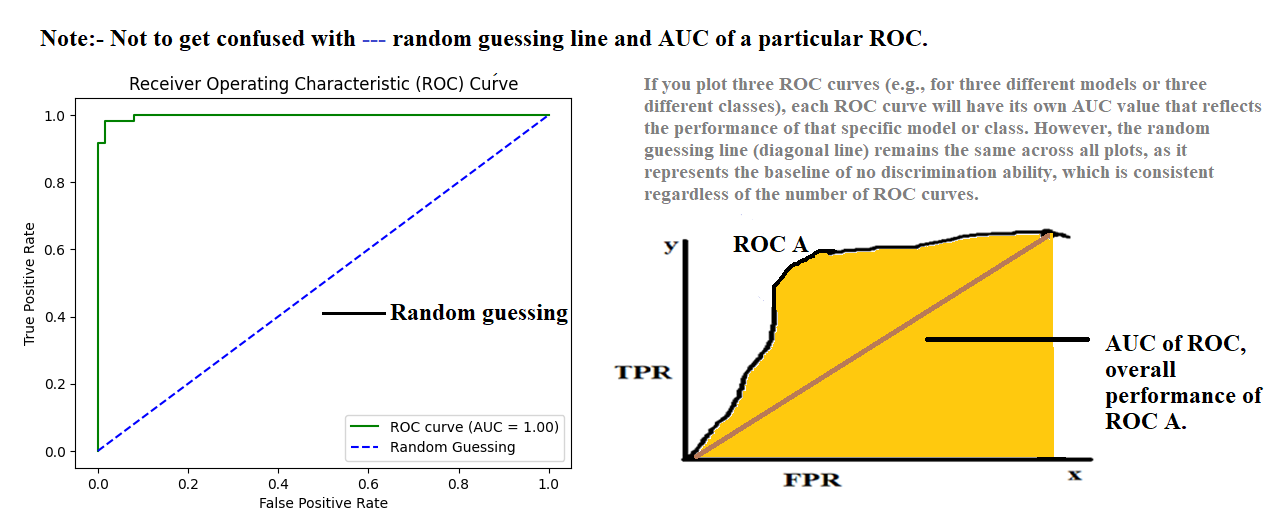 Note:- Not to get confused with --- random guessing line and AUC of a particular ROC.
Receiver Operating Characteristic (ROC) Curve
1.0
0.8
0.6
0.4
0.2
0.0
True Positive Rate
Random guessing
ROC curve (AUC = 1.00)
Random Guessing
0.0 0.2 0.4 0.6 0.8 1.0
False Positive Rate
If you plot three ROC curves (e.g., for three different models or three
different classes), each ROC curve will have its own AUC value that reflects
the performance of that specific model or class. However, the random
guessing line (diagonal line) remains the same across all plots, as it
represents the baseline of no discrimination ability, which is consistent
regardless of the number of ROC curves.
y
ROC A
TPR
AUC of ROC,
overall
performance of
ROC A.
FPR
x